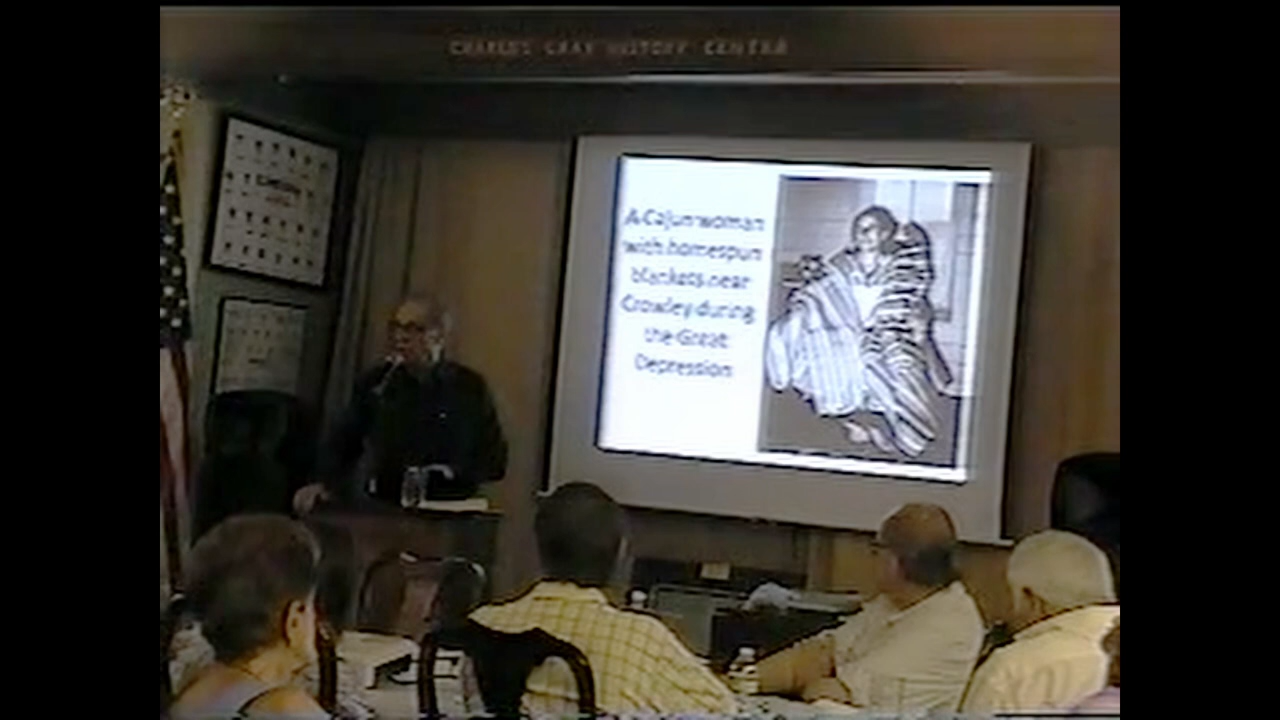 CHARLES GRAY HISTORY CENTER
A Cajun woman
with homespun
blankets near
Crowley during
the Great
Depression